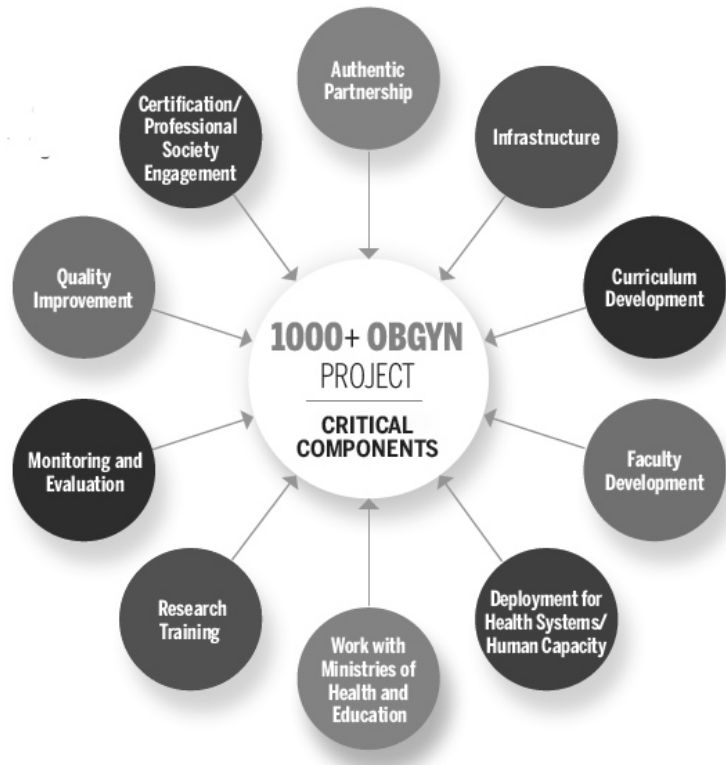 Authentic
Partnership
Infrastructure
Curriculum
Development
Faculty
Development
Deployment for
Health Systems/
Human Capacity
Work with
Ministries of
Health and
Education
Research
Training
Monitoring and
Evaluation
Quality
Improvement
Certification/
Professional
Society
Engagement
1000+ OBGYN
PROJECT
CRITICAL
COMPONENTS